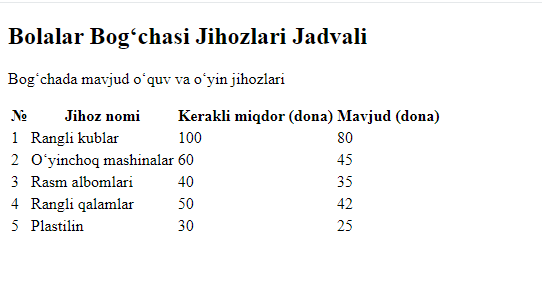 Bolalar Bog‘chasi Jihozlari Jadvali
Bog‘chada mavjud o‘quv va o‘yin jihozlari
№ Jihoz nomi Kerakli miqdor (dona) Mavjud (dona)
1 Rangli kublar 100 80
2 O‘yinchoq mashinalar 60 45
3 Rasm albomlari 40 35
4 Rangli qalamlar 50 42
5 Plastilin 30 25